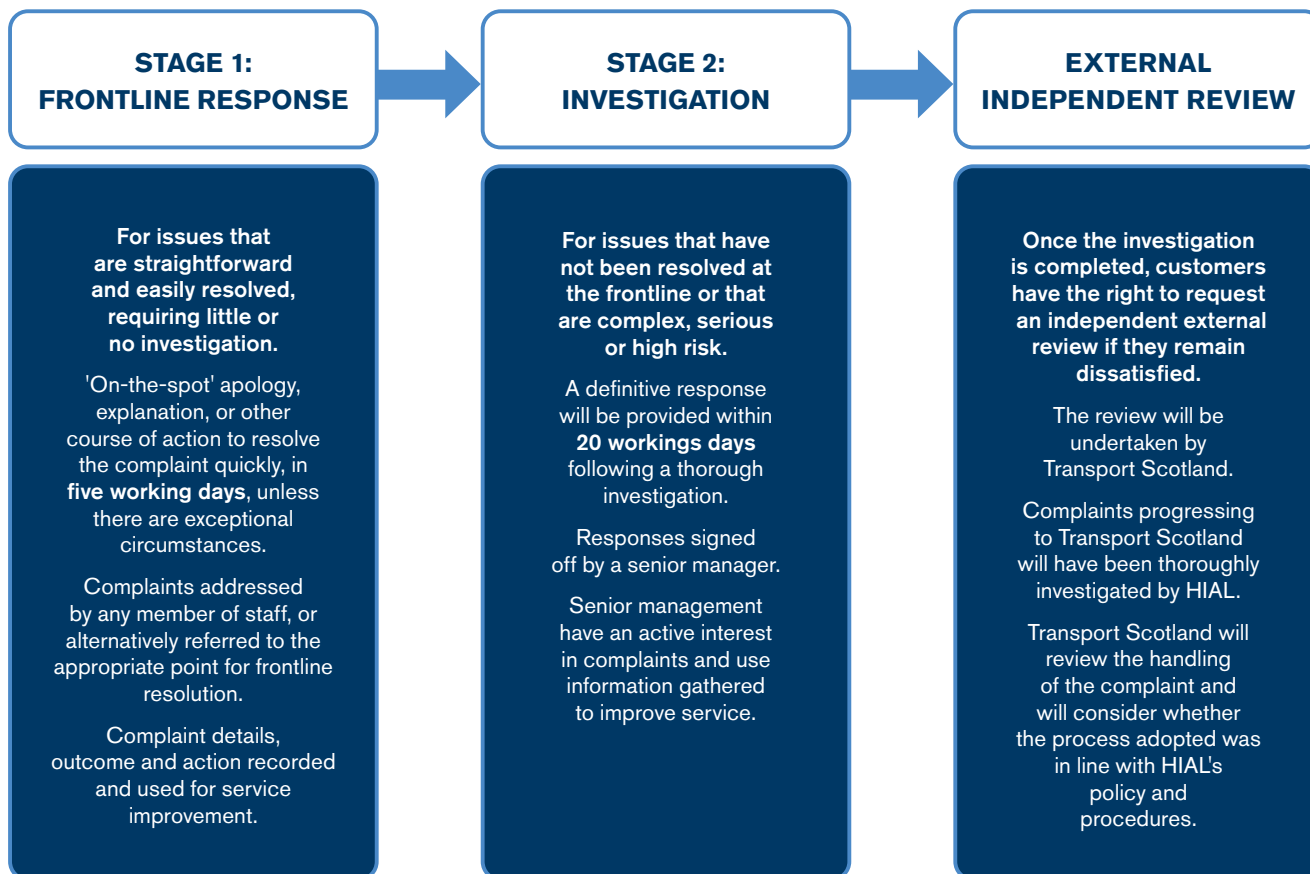 STAGE 1:
FRONTLINE RESPONSE
For issues that
are straightforward
and easily resolved,
requiring little or
no investigation.
'On-the-spot' apology,
explanation, or other
course of action to resolve
the complaint quickly, in
five working days, unless
there are exceptional
circumstances.
Complaints addressed
by any member of staff, or
alternatively referred to the
appropriate point for frontline
resolution.
Complaint details,
outcome and action recorded
and used for service
improvement.
STAGE 2:
INVESTIGATION
For issues that have
not been resolved at
the frontline or that
are complex, serious
or high risk.
A definitive response
will be provided within
20 workings days
following a thorough
investigation.
Responses signed
off by a senior manager.
Senior management
have an active interest
in complaints and use
information gathered
to improve service.
EXTERNAL
INDEPENDENT REVIEW
Once the investigation
is completed, customers
have the right to request
an independent external
review if they remain
dissatisfied.
The review will be
undertaken by
Transport Scotland.
Complaints progressing
to Transport Scotland
will have been thoroughly
investigated by HIAL.
Transport Scotland will
review the handling
of the complaint and
will consider whether
the process adopted was
in line with HIAL's
policy and
procedures.